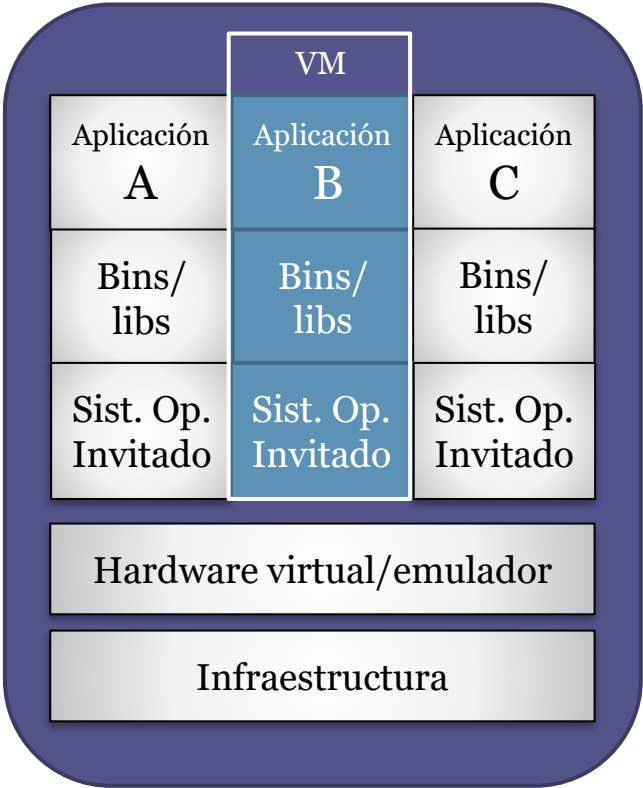 VM
Aplicación
A
Aplicación
B
Aplicación
C
Bins/
libs
Bins/
libs
Bins/
libs
Sist. Op.
Invitado
Sist. Op.
Invitado
Sist. Op.
Invitado
Hardware virtual/emulador
Infraestructura